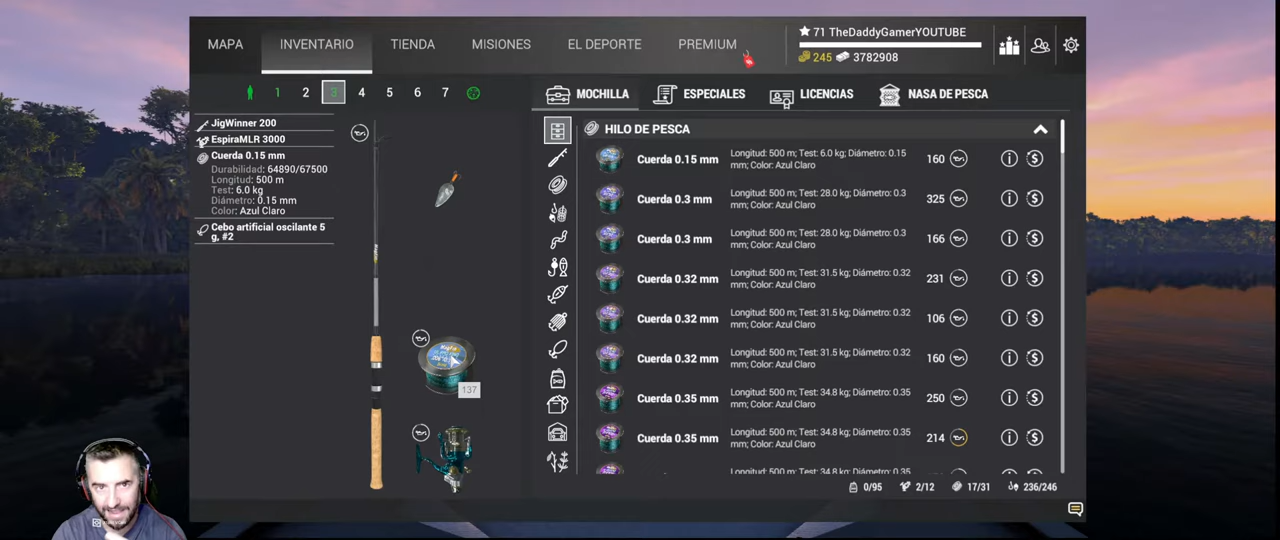 MAPA INVENTARIO TIENDA MISIONES EL DEPORTE PREMIUM
71 TheDaddyGamerYOUTUBE
245 3782908
1 2 3 4 5 6 7
MOCHILLA ESPECIALES LICENCIAS NASA DE PESCA
JigWinner 200
EspiraMLR 3000
Cuerda 0.15 mm
Durabilidad: 64890/67500
Longitud: 500 m
Test: 6.0 kg
Diámetro: 0.15 mm
Color: Azul Claro
Cebo artificial oscilante 5
g, #2
137
HILO DE PESCA
Cuerda 0.15 mm
Longitud: 500 m; Test: 6.0 kg; Diámetro: 0.15
mm; Color: Azul Claro
160
Cuerda 0.3 mm
Longitud: 500 m; Test: 28.0 kg; Diámetro: 0.3
mm; Color: Azul Claro
325
Cuerda 0.3 mm
Longitud: 500 m; Test: 28.0 kg; Diámetro: 0.3
mm; Color: Azul Claro
166
Cuerda 0.32 mm
Longitud: 500 m; Test: 31.5 kg; Diámetro: 0.32
mm; Color: Azul Claro
231
Cuerda 0.32 mm
Longitud: 500 m; Test: 31.5 kg; Diámetro: 0.32
mm; Color: Azul Claro
106
Cuerda 0.32 mm
Longitud: 500 m; Test: 31.5 kg; Diámetro: 0.32
mm; Color: Azul Claro
160
Cuerda 0.35 mm
Longitud: 500 m; Test: 34.8 kg; Diámetro: 0.35
mm; Color: Azul Claro
250
Cuerda 0.35 mm
Longitud: 500 m; Test: 34.8 kg; Diámetro: 0.35
mm; Color: Azul Claro
214
Longitud: 500 m; Test: 34.8 kg; Diámetro: 0.35
0/95 2/12 17/31 236/246